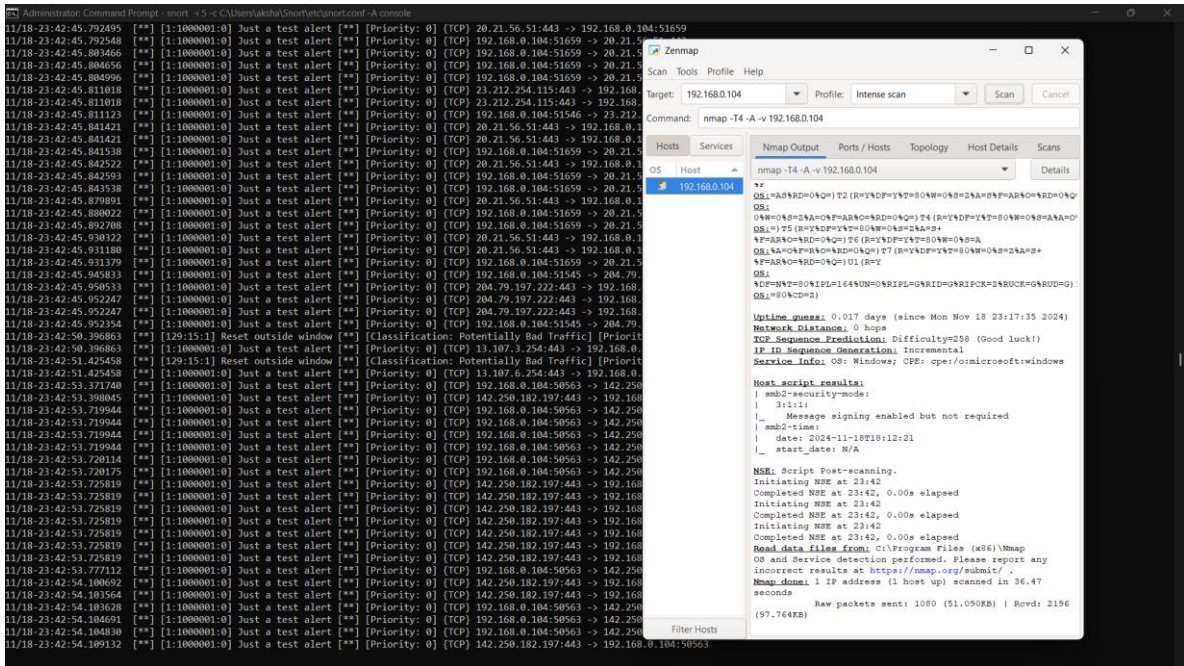 Administrator: Command Prompt - snort -i 5 -c C:\Users\aksha\Snort\etc\snort.conf -A console
11/18-23:42:45.792495 [**] [1:1000001:0] Just a test alert [**] [Priority: 0] {TCP} 20.21.56.51:443 -> 192.168.0.104:51659
11/18-23:42:45.792548 [**] [1:1000001:0] Just a test alert [**] [Priority: 0] {TCP} 192.168.0.104:51659 -> 20.21.56.51:443
11/18-23:42:45.803466 [**] [1:1000001:0] Just a test alert [**] [Priority: 0] {TCP} 192.168.0.104:51659 -> 20.21.5
11/18-23:42:45.804656 [**] [1:1000001:0] Just a test alert [**] [Priority: 0] {TCP} 192.168.0.104:51659 -> 20.21.5
11/18-23:42:45.804996 [**] [1:1000001:0] Just a test alert [**] [Priority: 0] {TCP} 192.168.0.104:51659 -> 20.21.5
11/18-23:42:45.811018 [**] [1:1000001:0] Just a test alert [**] [Priority: 0] {TCP} 23.212.254.115:443 -> 192.168.
11/18-23:42:45.811018 [**] [1:1000001:0] Just a test alert [**] [Priority: 0] {TCP} 23.212.254.115:443 -> 192.168.
11/18-23:42:45.811123 [**] [1:1000001:0] Just a test alert [**] [Priority: 0] {TCP} 192.168.0.104:51546 -> 23.212.
11/18-23:42:45.841421 [**] [1:1000001:0] Just a test alert [**] [Priority: 0] {TCP} 20.21.56.51:443 -> 192.168.0.1
11/18-23:42:45.841421 [**] [1:1000001:0] Just a test alert [**] [Priority: 0] {TCP} 20.21.56.51:443 -> 192.168.0.1
11/18-23:42:45.841538 [**] [1:1000001:0] Just a test alert [**] [Priority: 0] {TCP} 192.168.0.104:51659 -> 20.21.5
11/18-23:42:45.842522 [**] [1:1000001:0] Just a test alert [**] [Priority: 0] {TCP} 20.21.56.51:443 -> 192.168.0.1
11/18-23:42:45.842593 [**] [1:1000001:0] Just a test alert [**] [Priority: 0] {TCP} 192.168.0.104:51659 -> 20.21.5
11/18-23:42:45.843538 [**] [1:1000001:0] Just a test alert [**] [Priority: 0] {TCP} 192.168.0.104:51659 -> 20.21.5
11/18-23:42:45.879891 [**] [1:1000001:0] Just a test alert [**] [Priority: 0] {TCP} 20.21.56.51:443 -> 192.168.0.1
11/18-23:42:45.880022 [**] [1:1000001:0] Just a test alert [**] [Priority: 0] {TCP} 192.168.0.104:51659 -> 20.21.5
11/18-23:42:45.892708 [**] [1:1000001:0] Just a test alert [**] [Priority: 0] {TCP} 192.168.0.104:51659 -> 20.21.5
11/18-23:42:45.930322 [**] [1:1000001:0] Just a test alert [**] [Priority: 0] {TCP} 20.21.56.51:443 -> 192.168.0.1
11/18-23:42:45.931180 [**] [1:1000001:0] Just a test alert [**] [Priority: 0] {TCP} 20.21.56.51:443 -> 192.168.0.1
11/18-23:42:45.931379 [**] [1:1000001:0] Just a test alert [**] [Priority: 0] {TCP} 192.168.0.104:51659 -> 20.21.5
11/18-23:42:45.945833 [**] [1:1000001:0] Just a test alert [**] [Priority: 0] {TCP} 192.168.0.104:51545 -> 204.79.
11/18-23:42:45.950533 [**] [1:1000001:0] Just a test alert [**] [Priority: 0] {TCP} 204.79.197.222:443 -> 192.168.
11/18-23:42:45.952247 [**] [1:1000001:0] Just a test alert [**] [Priority: 0] {TCP} 204.79.197.222:443 -> 192.168.
11/18-23:42:45.952247 [**] [1:1000001:0] Just a test alert [**] [Priority: 0] {TCP} 204.79.197.222:443 -> 192.168.
11/18-23:42:45.952354 [**] [1:1000001:0] Just a test alert [**] [Priority: 0] {TCP} 192.168.0.104:51545 -> 204.79.
11/18-23:42:50.396863 [**] [129:15:1] Reset outside window [**] [Classification: Potentially Bad Traffic] [Priorit
11/18-23:42:50.396863 [**] [1:1000001:0] Just a test alert [**] [Priority: 0] {TCP} 13.107.3.254:443 -> 192.168.0.
11/18-23:42:51.425458 [**] [129:15:1] Reset outside window [**] [Classification: Potentially Bad Traffic] [Priorit
11/18-23:42:51.425458 [**] [1:1000001:0] Just a test alert [**] [Priority: 0] {TCP} 13.107.6.254:443 -> 192.168.0.
11/18-23:42:53.371740 [**] [1:1000001:0] Just a test alert [**] [Priority: 0] {TCP} 192.168.0.104:50563 -> 142.250
11/18-23:42:53.398045 [**] [1:1000001:0] Just a test alert [**] [Priority: 0] {TCP} 142.250.182.197:443 -> 192.168
11/18-23:42:53.719944 [**] [1:1000001:0] Just a test alert [**] [Priority: 0] {TCP} 192.168.0.104:50563 -> 142.250
11/18-23:42:53.719944 [**] [1:1000001:0] Just a test alert [**] [Priority: 0] {TCP} 192.168.0.104:50563 -> 142.250
11/18-23:42:53.719944 [**] [1:1000001:0] Just a test alert [**] [Priority: 0] {TCP} 192.168.0.104:50563 -> 142.250
11/18-23:42:53.720114 [**] [1:1000001:0] Just a test alert [**] [Priority: 0] {TCP} 192.168.0.104:50563 -> 142.250
11/18-23:42:53.720175 [**] [1:1000001:0] Just a test alert [**] [Priority: 0] {TCP} 192.168.0.104:50563 -> 142.250
11/18-23:42:53.725819 [**] [1:1000001:0] Just a test alert [**] [Priority: 0] {TCP} 142.250.182.197:443 -> 192.168
11/18-23:42:53.725819 [**] [1:1000001:0] Just a test alert [**] [Priority: 0] {TCP} 142.250.182.197:443 -> 192.168
11/18-23:42:53.725819 [**] [1:1000001:0] Just a test alert [**] [Priority: 0] {TCP} 142.250.182.197:443 -> 192.168
11/18-23:42:53.725819 [**] [1:1000001:0] Just a test alert [**] [Priority: 0] {TCP} 142.250.182.197:443 -> 192.168
11/18-23:42:53.725819 [**] [1:1000001:0] Just a test alert [**] [Priority: 0] {TCP} 142.250.182.197:443 -> 192.168
11/18-23:42:53.725819 [**] [1:1000001:0] Just a test alert [**] [Priority: 0] {TCP} 142.250.182.197:443 -> 192.168
11/18-23:42:53.777112 [**] [1:1000001:0] Just a test alert [**] [Priority: 0] {TCP} 192.168.0.104:50563 -> 142.250
11/18-23:42:54.100692 [**] [1:1000001:0] Just a test alert [**] [Priority: 0] {TCP} 142.250.182.197:443 -> 192.168
11/18-23:42:54.103564 [**] [1:1000001:0] Just a test alert [**] [Priority: 0] {TCP} 142.250.182.197:443 -> 192.168
11/18-23:42:54.103628 [**] [1:1000001:0] Just a test alert [**] [Priority: 0] {TCP} 192.168.0.104:50563 -> 142.250
11/18-23:42:54.104691 [**] [1:1000001:0] Just a test alert [**] [Priority: 0] {TCP} 192.168.0.104:50563 -> 142.250
11/18-23:42:54.104830 [**] [1:1000001:0] Just a test alert [**] [Priority: 0] {TCP} 192.168.0.104:50563 -> 142.250
11/18-23:42:54.109132 [**] [1:1000001:0] Just a test alert [**] [Priority: 0] {TCP} 142.250.182.197:443 -> 192.168.0.104:50563
Zenmap
Scan Tools Profile Help
Target: 192.168.0.104 Profile: Intense scan Scan Cancel
Command: nmap -T4 -A -v 192.168.0.104
Hosts Services
OS Host
192.168.0.104
Filter Hosts
Nmap Output Ports / Hosts Topology Host Details Scans
nmap -T4 -A -v 192.168.0.104 Details
%F
OS:=AS%RD=0%Q=)T2(R=Y%DF=Y%T=80%W=0%S=Z%A=S%F=AR%O=%RD=0%Q=
OS:
0%W=0%S=Z%A=O%F=AR%O=%RD=0%Q=)T4(R=Y%DF=Y%T=80%W=0%S=A%A=O
OS:=)T5(R=Y%DF=Y%T=80%W=0%S=Z%A=S+
%F=AR%O=%RD=0%Q=)T6(R=Y%DF=Y%T=80%W=0%S=A
OS:%A=O%F=R%O=%RD=0%Q=)T7(R=Y%DF=Y%T=80%W=0%S=Z%A=S+
%F=AR%O=%RD=0%Q=)U1(R=Y
OS:
%DF=N%T=80%IPL=164%UN=0%RIPL=G%RID=G%RIPCK=Z%RUCK=G%RUD=G)
OS:=80%CD=Z)
Uptime guess: 0.017 days (since Mon Nov 18 23:17:35 2024)
Network Distance: 0 hops
TCP Sequence Prediction: Difficulty=258 (Good luck!)
IP ID Sequence Generation: Incremental
Service Info: OS: Windows; CPE: cpe:/o:microsoft:windows
Host script results:
| smb2-security-mode:
| 3:1:1:
|_ Message signing enabled but not required
| smb2-time:
| date: 2024-11-18T18:12:21
|_ start_date: N/A
NSE: Script Post-scanning.
Initiating NSE at 23:42
Completed NSE at 23:42, 0.00s elapsed
Initiating NSE at 23:42
Completed NSE at 23:42, 0.00s elapsed
Initiating NSE at 23:42
Completed NSE at 23:42, 0.00s elapsed
Read data files from: C:\Program Files (x86)\Nmap
OS and Service detection performed. Please report any
incorrect results at https://nmap.org/submit/ .
Nmap done: 1 IP address (1 host up) scanned in 36.47
seconds
Raw packets sent: 1080 (51.090KB) | Rcvd: 2196
(97.764KB)